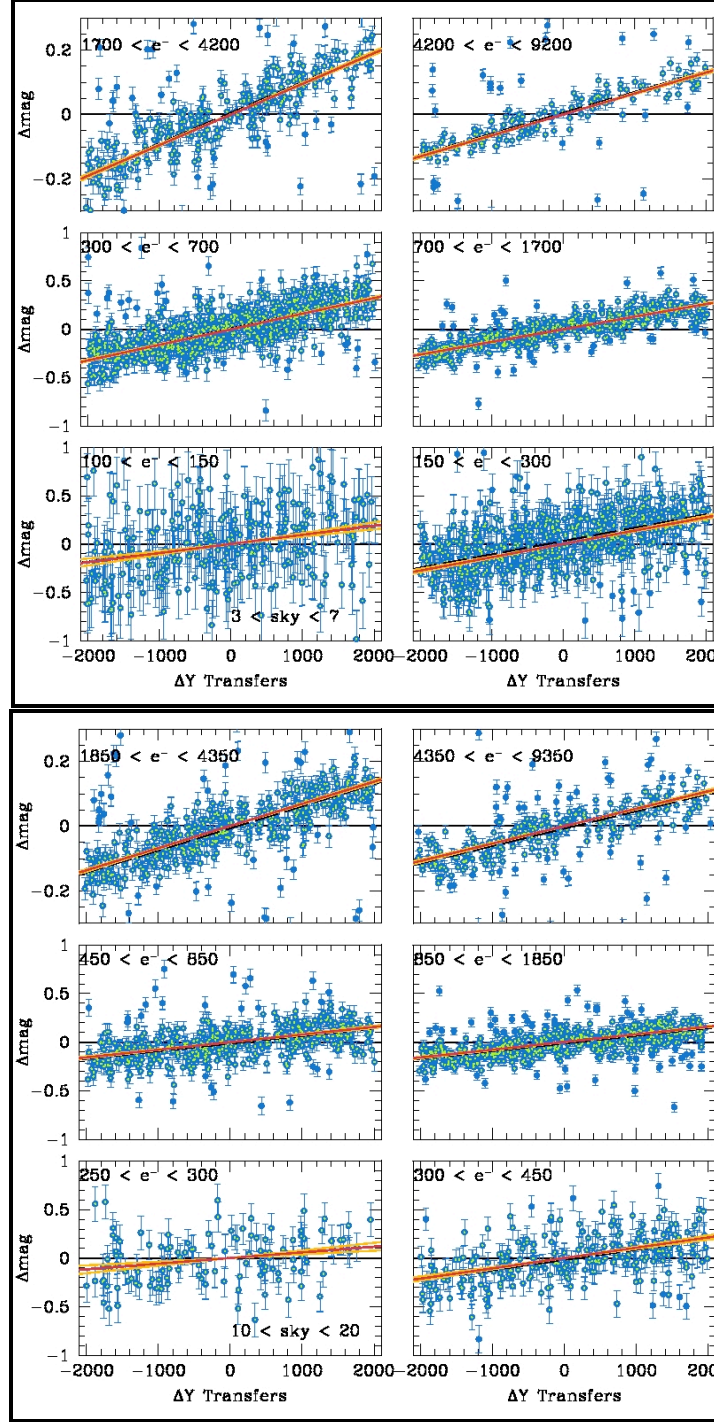 1700 < e⁻ < 4200
4200 < e⁻ < 9200
0.2
0
−0.2
Δmag
300 < e⁻ < 700
700 < e⁻ < 1700
1
0.5
0
−0.5
−1
Δmag
100 < e⁻ < 150
150 < e⁻ < 300
1
0.5
0
−0.5
−1
Δmag
3 < sky < 7
−2000 −1000 0 1000 2000
−2000 −1000 0 1000 2000
ΔY Transfers
ΔY Transfers
1850 < e⁻ < 4350
4350 < e⁻ < 9350
0.2
0
−0.2
Δmag
450 < e⁻ < 850
850 < e⁻ < 1850
1
0.5
0
−0.5
−1
Δmag
250 < e⁻ < 300
300 < e⁻ < 450
1
0.5
0
−0.5
−1
Δmag
10 < sky < 20
−2000 −1000 0 1000 2000
−2000 −1000 0 1000 2000
ΔY Transfers
ΔY Transfers